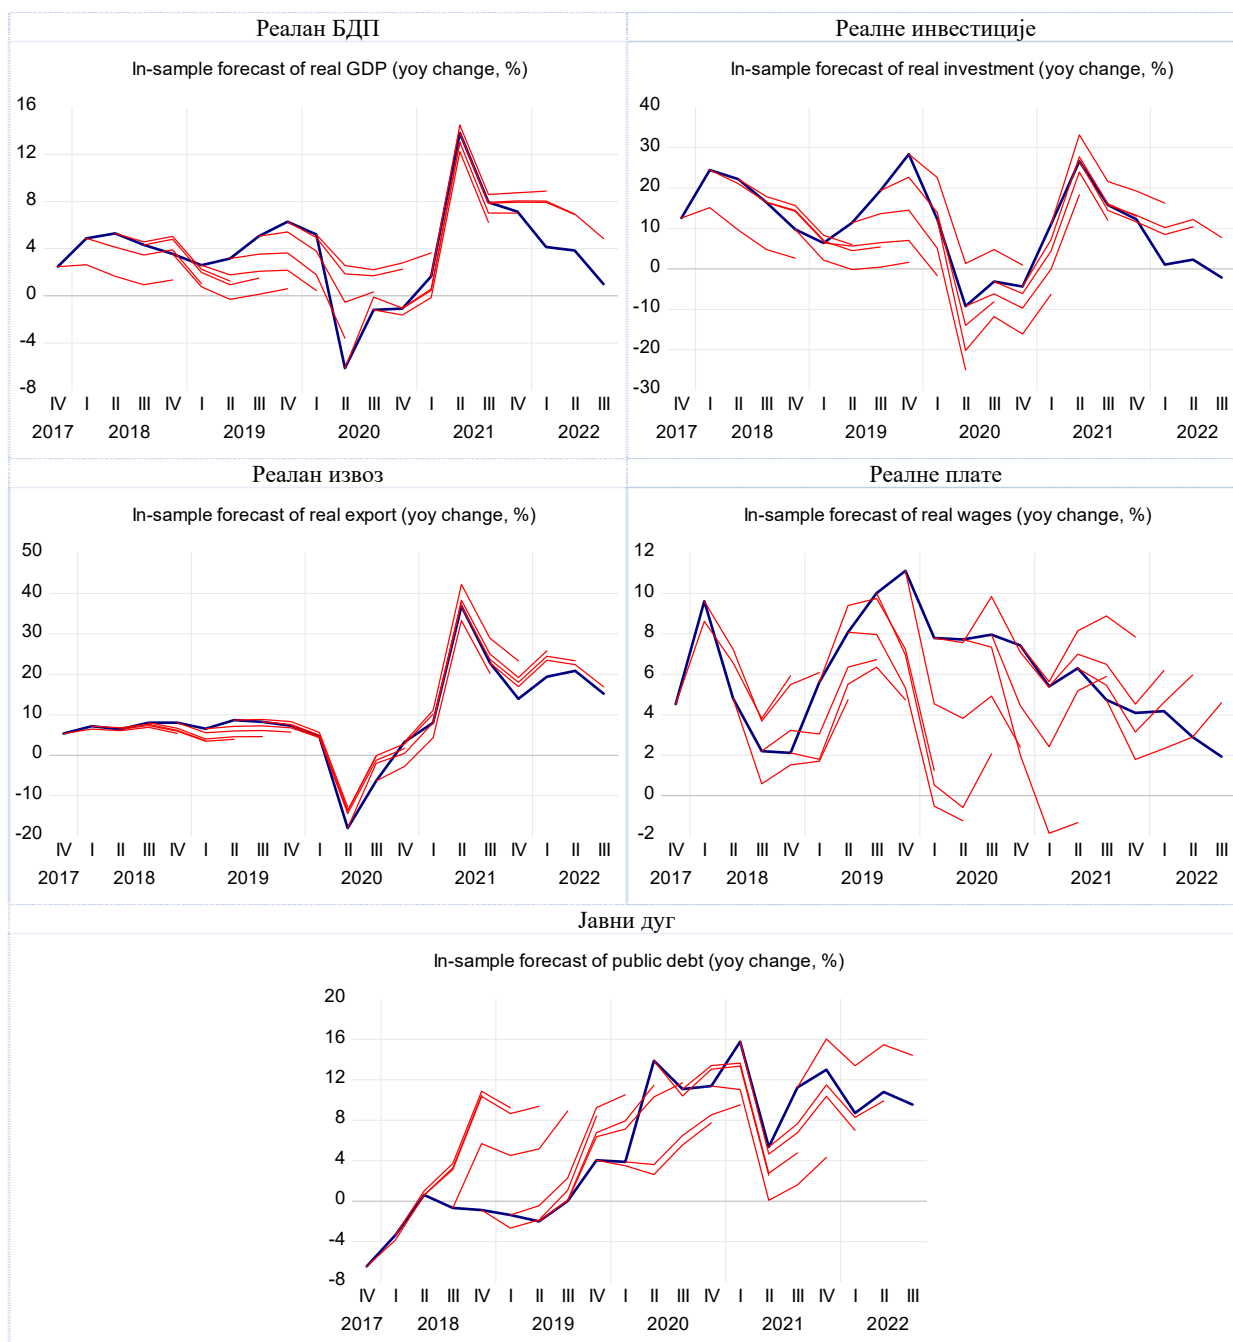 Реалан БДП
In-sample forecast of real GDP (yoy change, %)
16
12
8
4
0
-4
-8
IV I II III IV I II III IV I II III IV I II III IV I II III
2017 2018 2019 2020 2021 2022
Реалне инвестиције
In-sample forecast of real investment (yoy change, %)
40
30
20
10
0
-10
-20
-30
IV I II III IV I II III IV I II III IV I II III IV I II III
2017 2018 2019 2020 2021 2022
Реалан извоз
In-sample forecast of real export (yoy change, %)
50
40
30
20
10
0
-10
-20
IV I II III IV I II III IV I II III IV I II III IV I II III
2017 2018 2019 2020 2021 2022
Реалне плате
In-sample forecast of real wages (yoy change, %)
12
10
8
6
4
2
0
-2
IV I II III IV I II III IV I II III IV I II III IV I II III
2017 2018 2019 2020 2021 2022
Јавни дуг
In-sample forecast of public debt (yoy change, %)
20
16
12
8
4
0
-4
-8
IV I II III IV I II III IV I II III IV I II III IV I II III
2017 2018 2019 2020 2021 2022